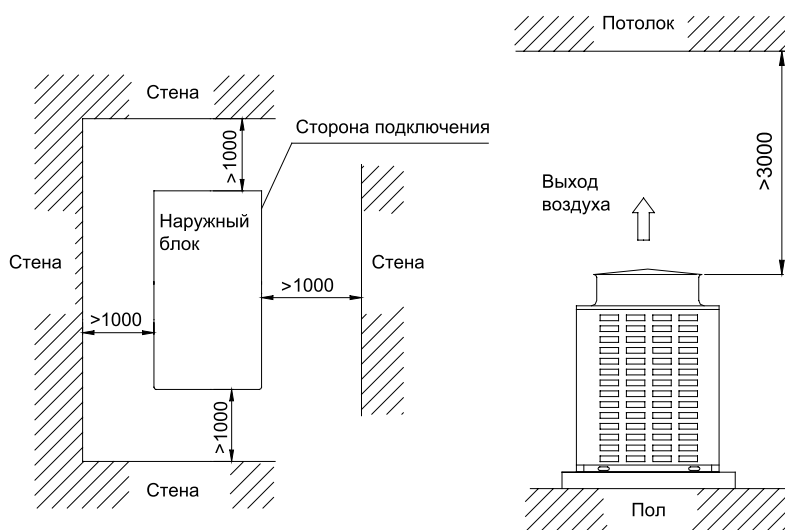 Стена
Сторона подключения
>1000
Наружный
блок
Стена
Стена
>1000
>1000
>1000
Стена
Потолок
>3000
Выход
воздуха
Пол